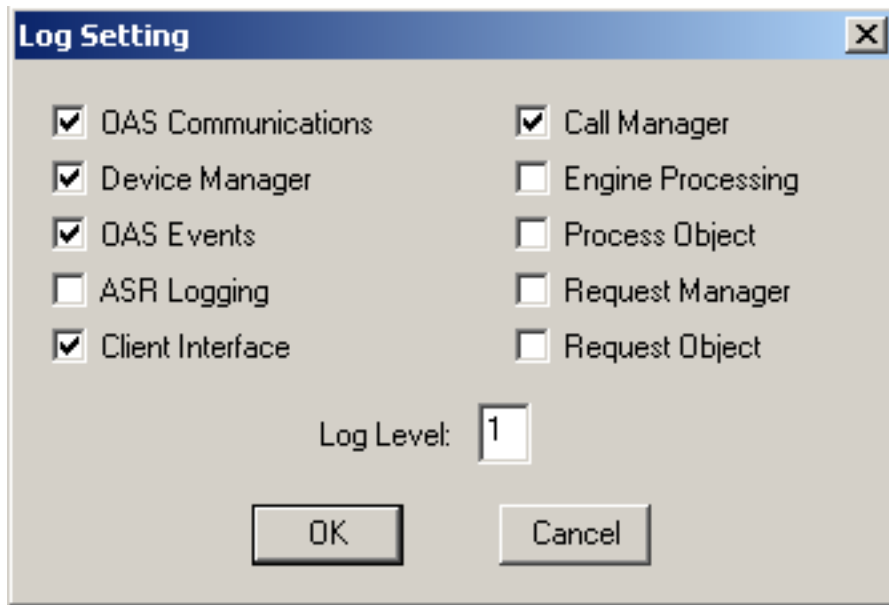 Log Setting
OAS Communications
Call Manager
Device Manager
Engine Processing
OAS Events
Process Object
ASR Logging
Request Manager
Client Interface
Request Object
Log Level: 1
OK
Cancel